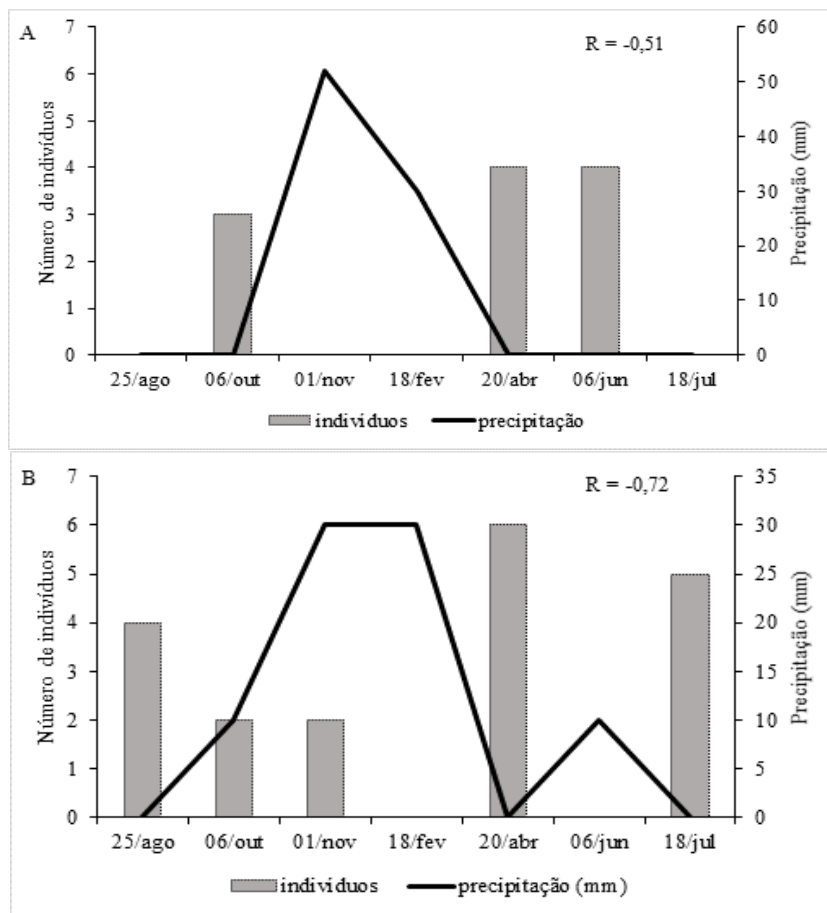 A
R = -0,51
Número de indivíduos
7
6
5
4
3
2
1
0
60
50
40
30
20
10
0
Precipitação (mm)
25/ago 06/out 01/nov 18/fev 20/abr 06/jun 18/jul
indivíduos precipitação
B
R = -0,72
Número de indivíduos
7
6
5
4
3
2
1
0
35
30
25
20
15
10
5
0
Precipitação (mm)
25/ago 06/out 01/nov 18/fev 20/abr 06/jun 18/jul
indivíduos precipitação (mm)